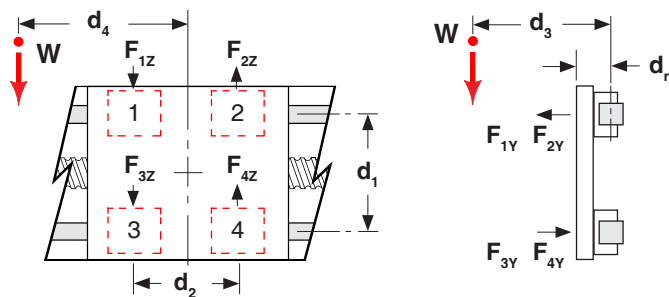 d₄
W
F₁Z F₂Z
1 2
F₃Z F₄Z
3 4
d₁
d₂
d₃
W
dᵣ
F₁Y F₂Y
F₃Y F₄Y